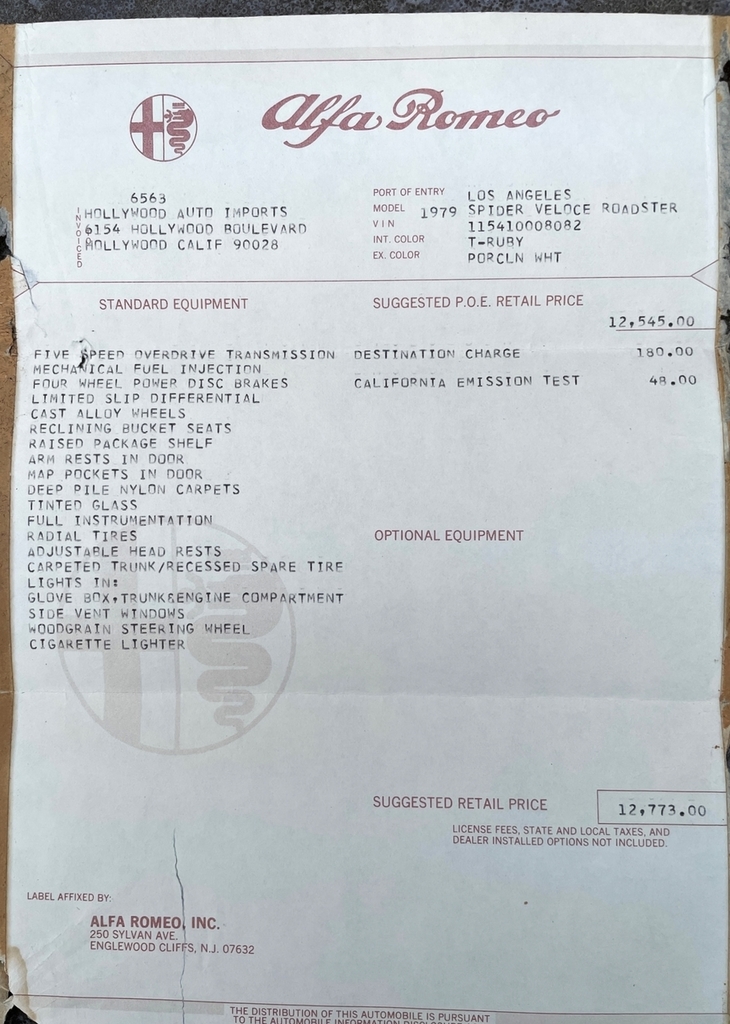 Alfa Romeo
6563
INVOICED
HOLLYWOOD AUTO IMPORTS
6154 HOLLYWOOD BOULEVARD
HOLLYWOOD CALIF 90028
PORT OF ENTRY LOS ANGELES
MODEL 1979 SPIDER VELOCE ROADSTER
VIN 115410008082
INT. COLOR T-RUBY
EX. COLOR PORCLN WHT
STANDARD EQUIPMENT
SUGGESTED P.O.E. RETAIL PRICE
12,545.00
FIVE SPEED OVERDRIVE TRANSMISSION DESTINATION CHARGE 180.00
MECHANICAL FUEL INJECTION
FOUR WHEEL POWER DISC BRAKES CALIFORNIA EMISSION TEST 48.00
LIMITED SLIP DIFFERENTIAL
CAST ALLOY WHEELS
RECLINING BUCKET SEATS
RAISED PACKAGE SHELF
ARM RESTS IN DOOR
MAP POCKETS IN DOOR
DEEP PILE NYLON CARPETS
TINTED GLASS
FULL INSTRUMENTATION
RADIAL TIRES
ADJUSTABLE HEAD RESTS
CARPETED TRUNK/RECESSED SPARE TIRE
LIGHTS IN:
GLOVE BOX,TRUNK&ENGINE COMPARTMENT
SIDE VENT WINDOWS
WOODGRAIN STEERING WHEEL
CIGARETTE LIGHTER
OPTIONAL EQUIPMENT
SUGGESTED RETAIL PRICE 12,773.00
LICENSE FEES, STATE AND LOCAL TAXES, AND
DEALER INSTALLED OPTIONS NOT INCLUDED.
LABEL AFFIXED BY:
ALFA ROMEO, INC.
250 SYLVAN AVE.
ENGLEWOOD CLIFFS, N.J. 07632
THE DISTRIBUTION OF THIS AUTOMOBILE IS PURSUANT
TO THE AUTOMOBILE INFORMATION